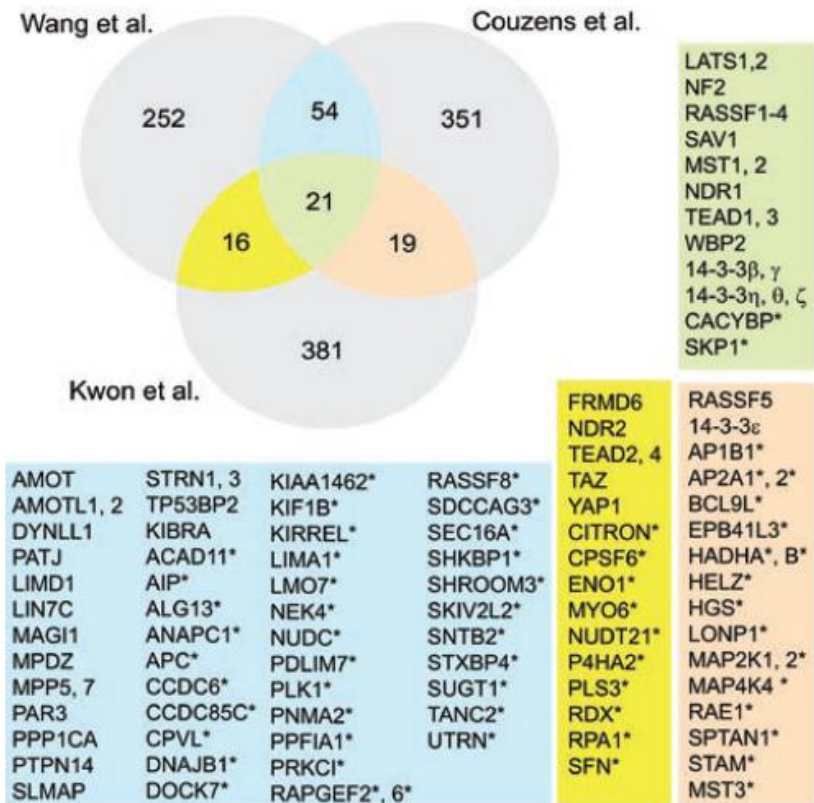 Wang et al.
Couzens et al.
252
54
351
21
16
19
381
Kwon et al.
LATS1,2
NF2
RASSF1-4
SAV1
MST1, 2
NDR1
TEAD1, 3
WBP2
14-3-3β, γ
14-3-3η, θ, ζ
CACYBP*
SKP1*
AMOT
AMOTL1, 2
DYNLL1
PATJ
LIMD1
LIN7C
MAGI1
MPDZ
MPP5, 7
PAR3
PPP1CA
PTPN14
SLMAP
STRN1, 3
TP53BP2
KIBRA
ACAD11*
AIP*
ALG13*
ANAPC1*
APC*
CCDC6*
CCDC85C*
CPVL*
DNAJB1*
DOCK7*
KIAA1462*
KIF1B*
KIRREL*
LIMA1*
LMO7*
NEK4*
NUDC*
PDLIM7*
PLK1*
PNMA2*
PPFIA1*
PRKCI*
RAPGEF2*, 6*
RASSF8*
SDCCAG3*
SEC16A*
SHKBP1*
SHROOM3*
SKIV2L2*
SNTB2*
STXBP4*
SUGT1*
TANC2*
UTRN*
FRMD6
NDR2
TEAD2, 4
TAZ
YAP1
CITRON*
CPSF6*
ENO1*
MYO6*
NUDT21*
P4HA2*
PLS3*
RDX*
RPA1*
SFN*
RASSF5
14-3-3ε
AP1B1*
AP2A1*, 2*
BCL9L*
EPB41L3*
HADHA*, B*
HELZ*
HGS*
LONP1*
MAP2K1, 2*
MAP4K4 *
RAE1*
SPTAN1*
STAM*
MST3*